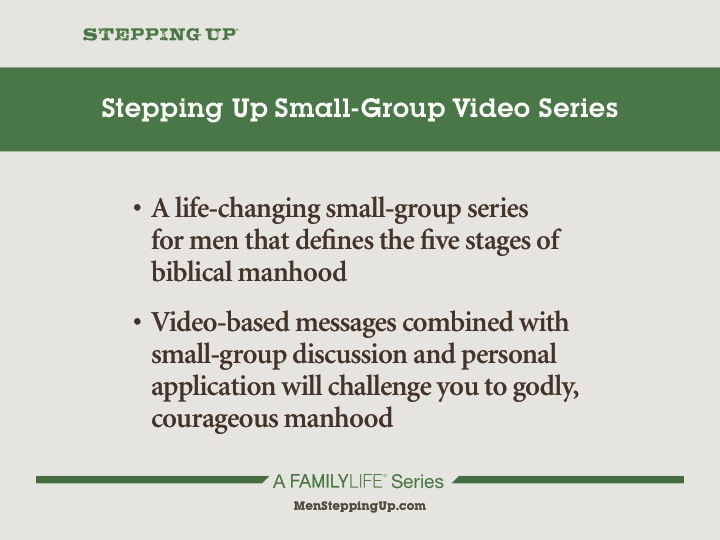 STEPPING UP
Stepping Up Small-Group Video Series
• A life-changing small-group series
for men that defines the five stages of
biblical manhood
• Video-based messages combined with
small-group discussion and personal
application will challenge you to godly,
courageous manhood
A FAMILYLIFE® Series
MenSteppingUp.com